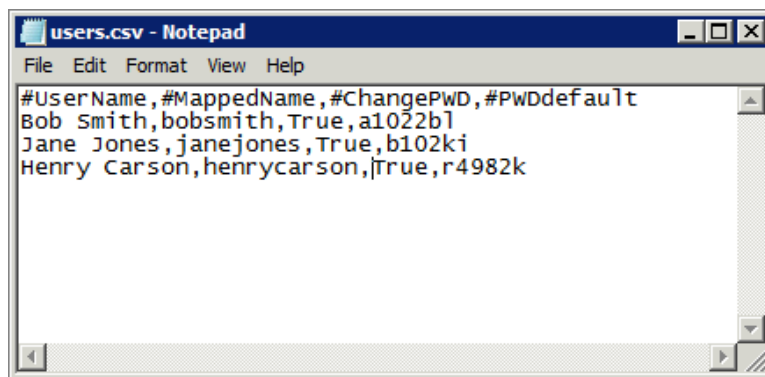 users.csv - Notepad
File Edit Format View Help
#UserName,#MappedName,#ChangePWD,#PWDdefault
Bob Smith,bobsmith,True,a1022bl
Jane Jones,janejones,True,b102ki
Henry Carson,henrycarson,True,r4982k